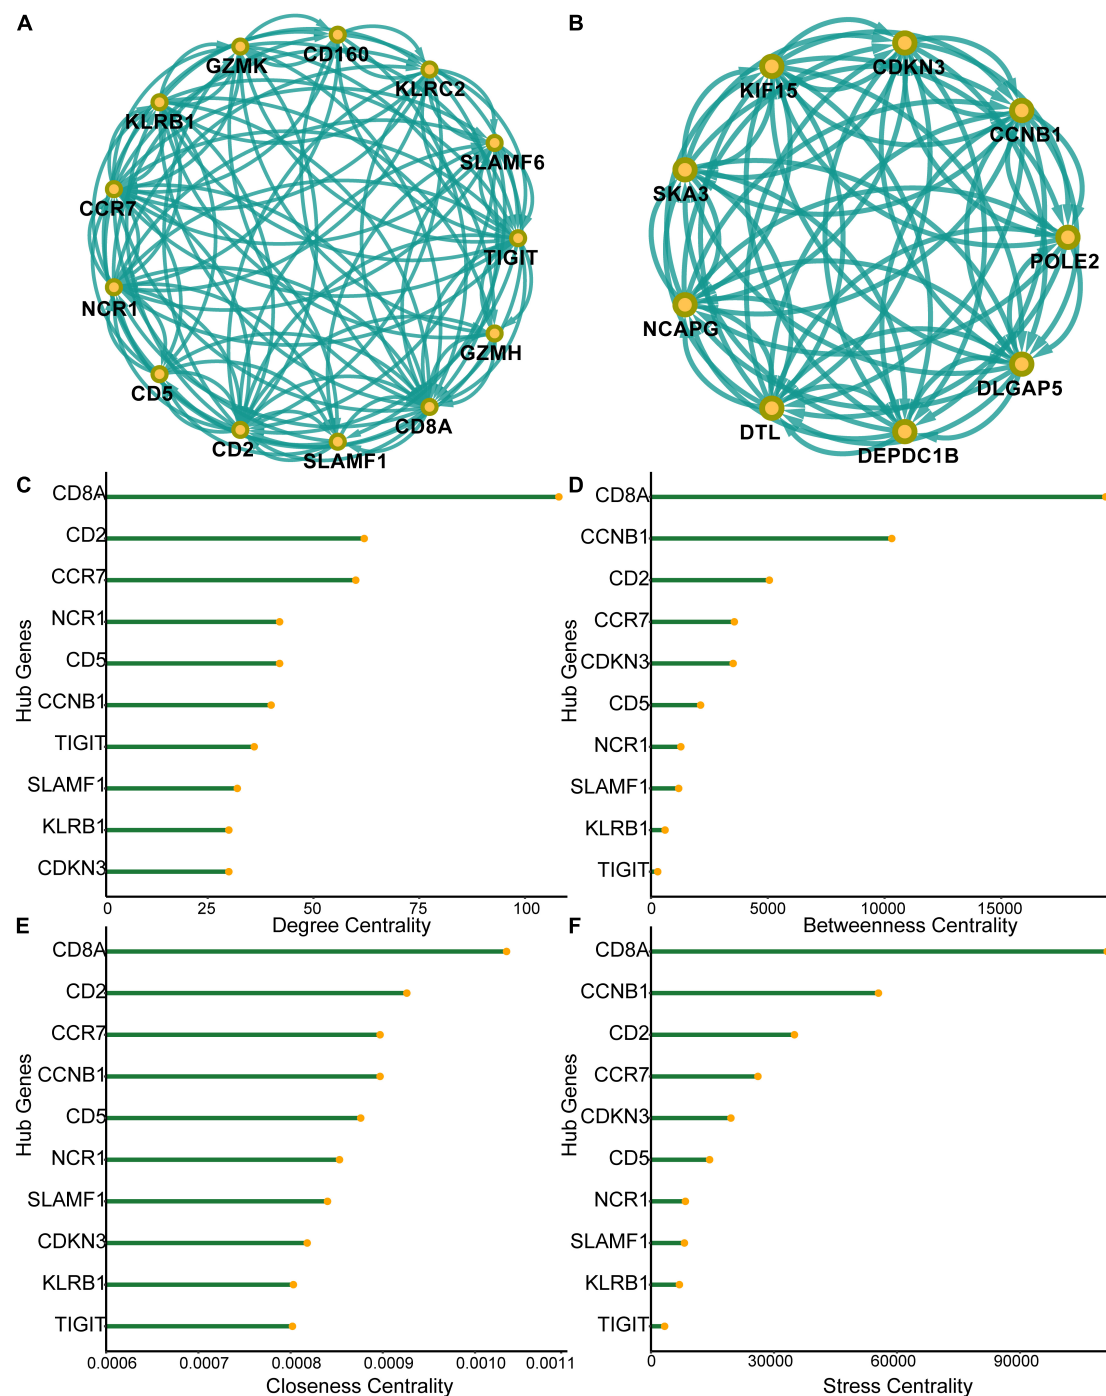 A
GZMK
CD160
KLRC2
KLRB1
SLAMF6
CCR7
TIGIT
NCR1
GZMH
CD5
CD8A
CD2
SLAMF1
B
CDKN3
KIF15
CCNB1
SKA3
POLE2
NCAPG
DLGAP5
DTL
DEPDC1B
C
Hub Genes
CD8A
CD2
CCR7
NCR1
CD5
CCNB1
TIGIT
SLAMF1
KLRB1
CDKN3
0 25 50 75 100
Degree Centrality
D
Hub Genes
CD8A
CCNB1
CD2
CCR7
CDKN3
CD5
NCR1
SLAMF1
KLRB1
TIGIT
0 5000 10000 15000
Betweenness Centrality
E
Hub Genes
CD8A
CD2
CCR7
CCNB1
CD5
NCR1
SLAMF1
CDKN3
KLRB1
TIGIT
0.0006 0.0007 0.0008 0.0009 0.0010 0.0011
Closeness Centrality
F
Hub Genes
CD8A
CCNB1
CD2
CCR7
CDKN3
CD5
NCR1
SLAMF1
KLRB1
TIGIT
0 30000 60000 90000
Stress Centrality